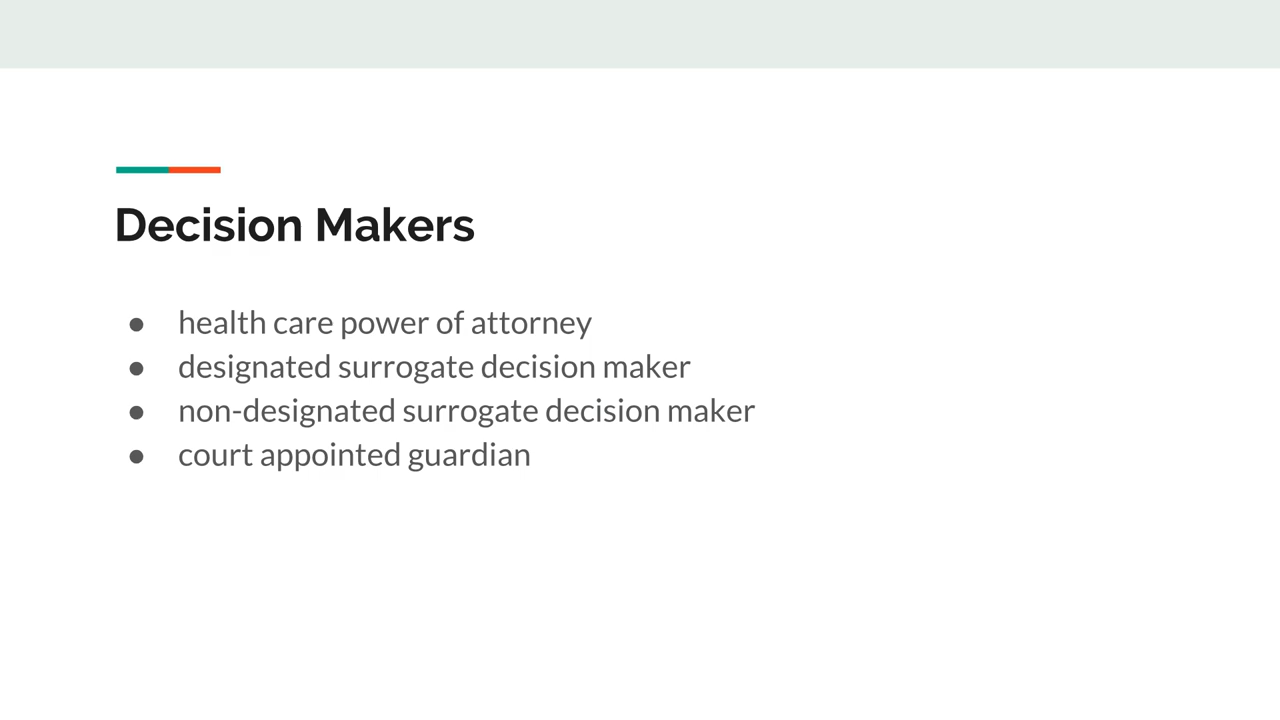 Decision Makers
● health care power of attorney
● designated surrogate decision maker
● non-designated surrogate decision maker
● court appointed guardian